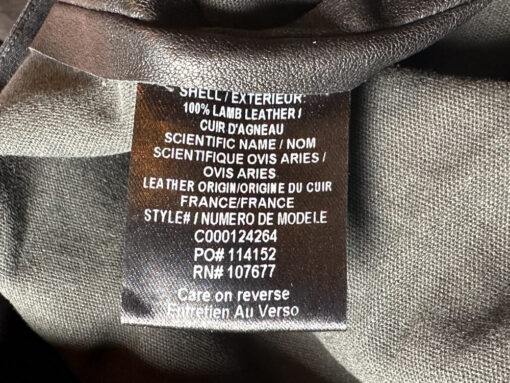 SHELL / EXTERIEUR:
100% LAMB LEATHER /
CUIR D'AGNEAU
SCIENTIFIC NAME / NOM
SCIENTIFIQUE OVIS ARIES /
OVIS ARIES
LEATHER ORIGIN/ORIGINE DU CUIR
FRANCE/FRANCE
STYLE# / NUMERO DE MODELE
C000124264
PO# 114152
RN# 107677
Care on reverse
Entretien Au Verso